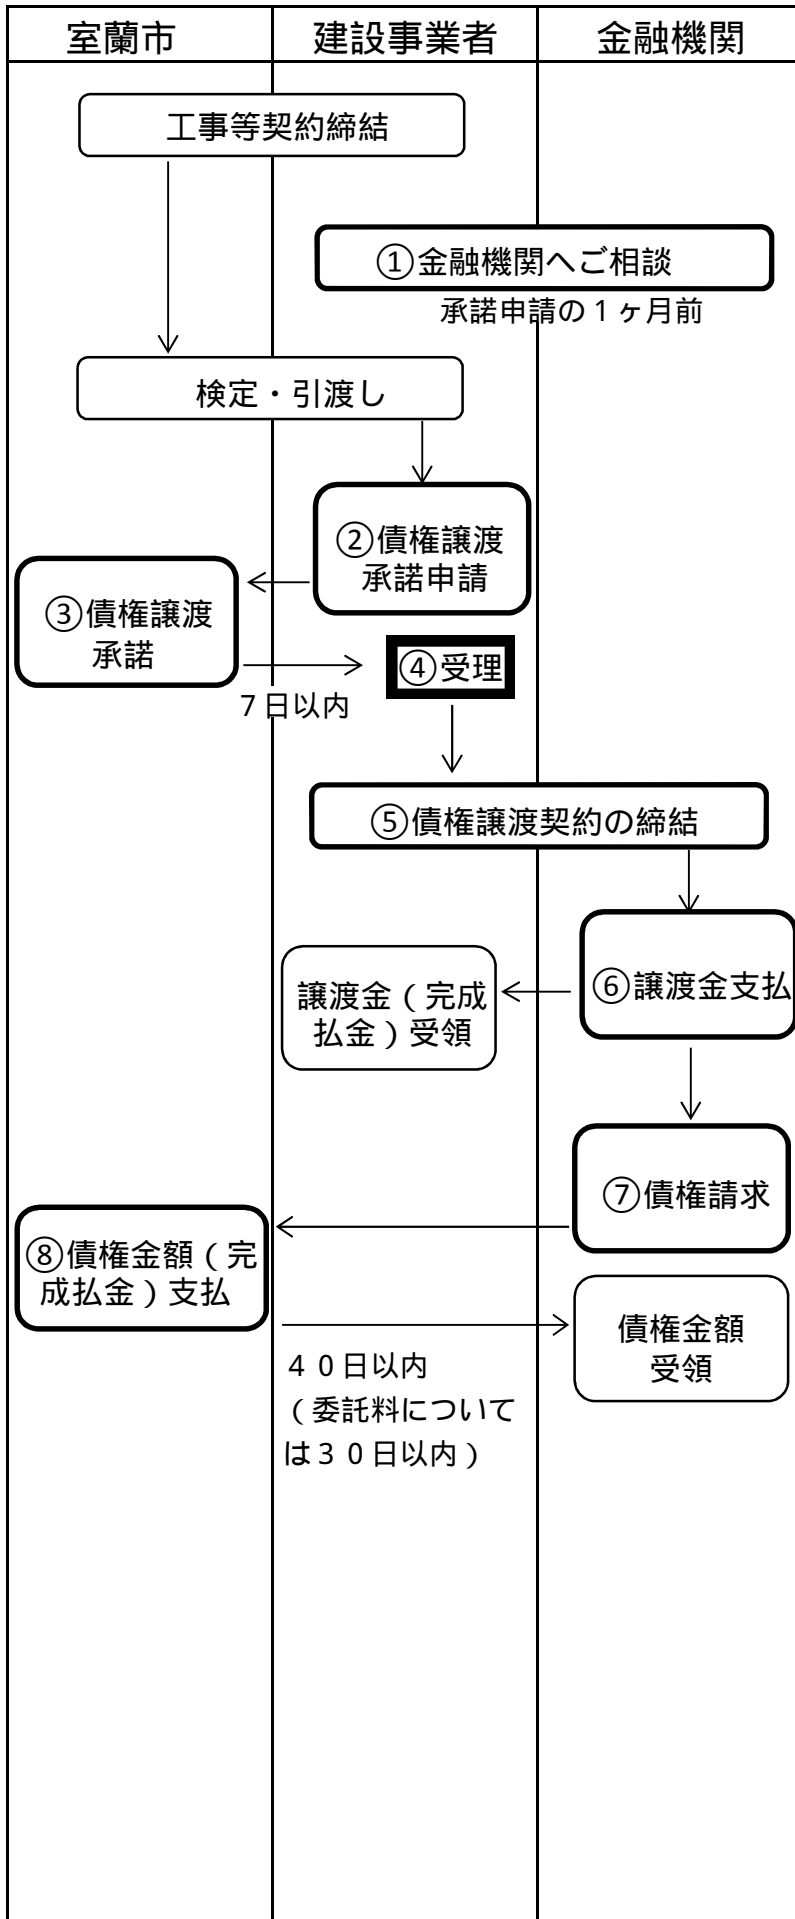 室蘭市
建設事業者
金融機関
工事等契約締結
①金融機関へご相談
承諾申請の１ヶ月前
検定・引渡し
②債権譲渡
承諾申請
③債権譲渡
承諾
④受理
７日以内
⑤債権譲渡契約の締結
⑥譲渡金支払
譲渡金（完成
払金）受領
⑦債権請求
⑧債権金額（完
成払金）支払
債権金額
受領
４０日以内
（委託料について
は３０日以内）